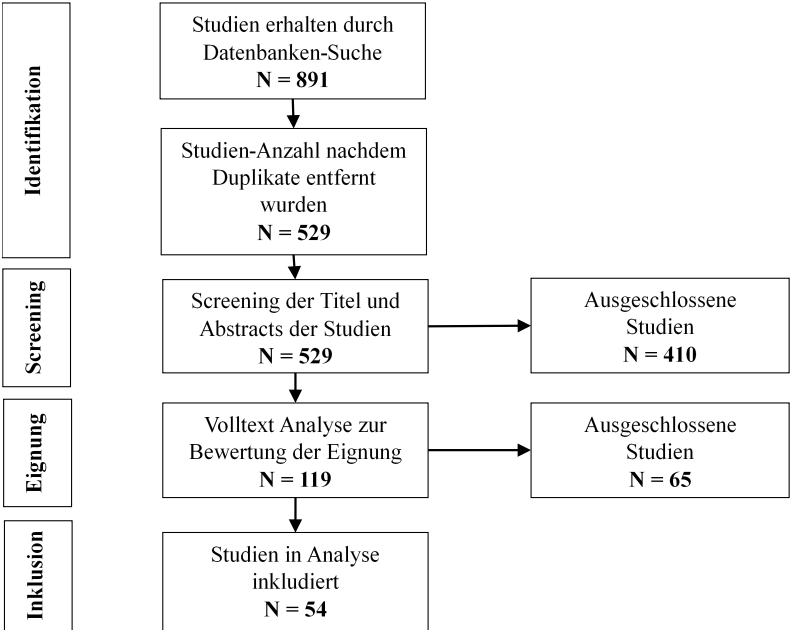 Identifikation
Studien erhalten durch
Datenbanken-Suche
N = 891
Studien-Anzahl nachdem
Duplikate entfernt
wurden
N = 529
Screening
Screening der Titel und
Abstracts der Studien
N = 529
Ausgeschlossene
Studien
N = 410
Eignung
Volltext Analyse zur
Bewertung der Eignung
N = 119
Ausgeschlossene
Studien
N = 65
Inklusion
Studien in Analyse
inkludiert
N = 54